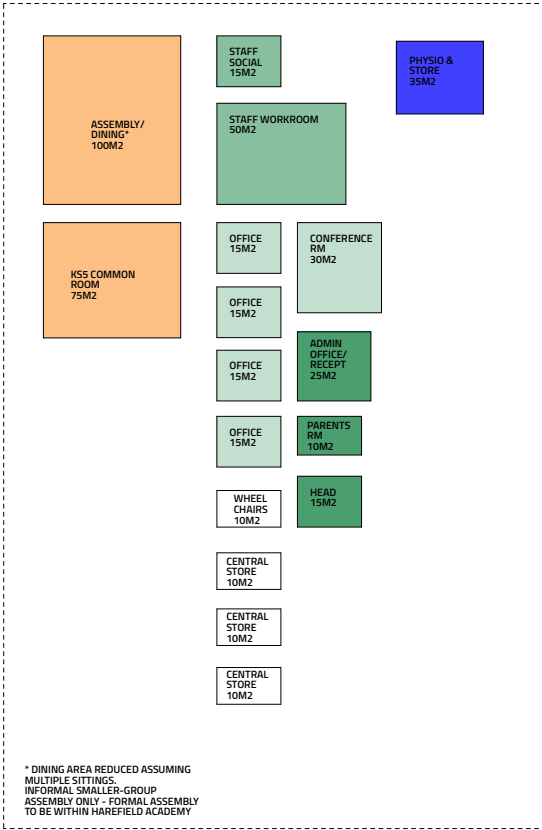 STAFF
SOCIAL
15M2
PHYSIO &
STORE
35M2
ASSEMBLY/
DINING*
100M2
STAFF WORKROOM
50M2
KS5 COMMON
ROOM
75M2
OFFICE
15M2
CONFERENCE
RM
30M2
OFFICE
15M2
ADMIN
OFFICE/
RECEPT
25M2
OFFICE
15M2
OFFICE
15M2
PARENTS
RM
10M2
WHEEL
CHAIRS
10M2
HEAD
15M2
CENTRAL
STORE
10M2
CENTRAL
STORE
10M2
CENTRAL
STORE
10M2
* DINING AREA REDUCED ASSUMING
MULTIPLE SITTINGS.
INFORMAL SMALLER-GROUP
ASSEMBLY ONLY - FORMAL ASSEMBLY
TO BE WITHIN HAREFIELD ACADEMY